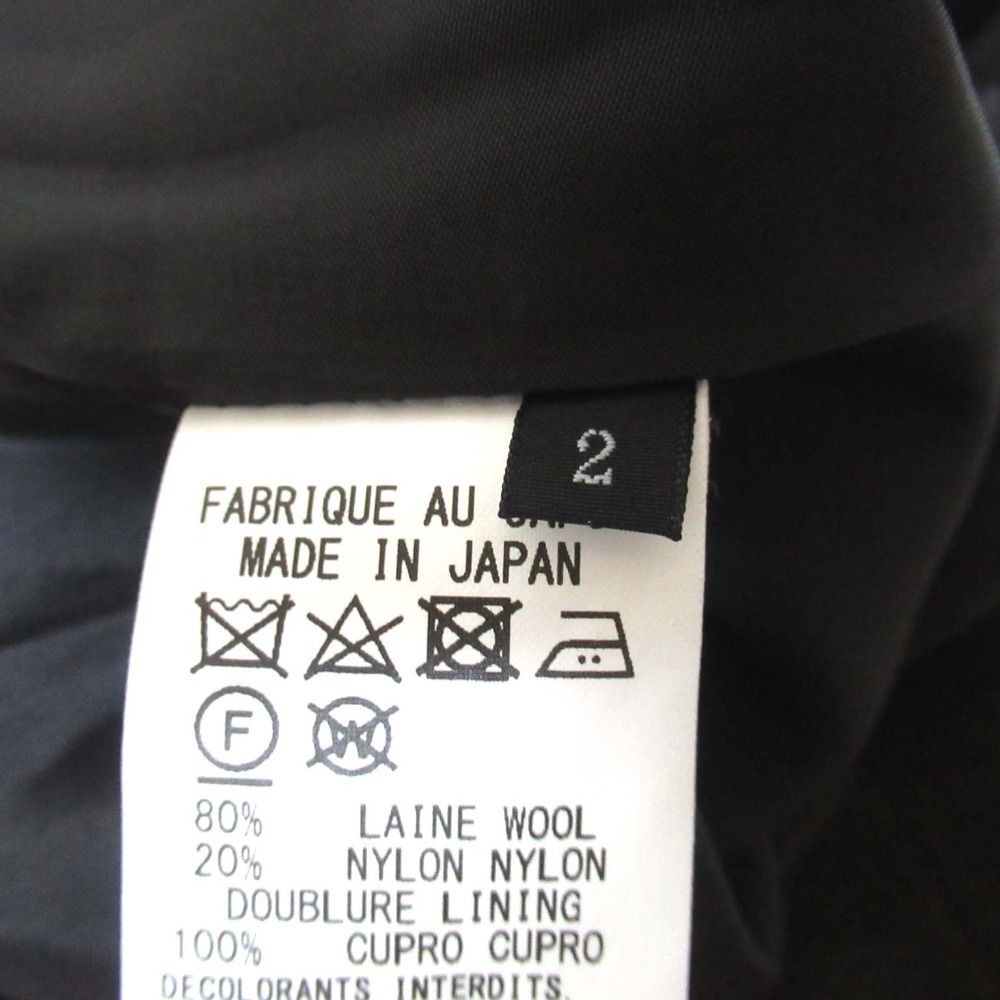 2
FABRIQUE AU
MADE IN JAPAN
F
W
80% LAINE WOOL
20% NYLON NYLON
DOUBLURE LINING
100% CUPRO CUPRO
DECOLORANTS INTERDITS.